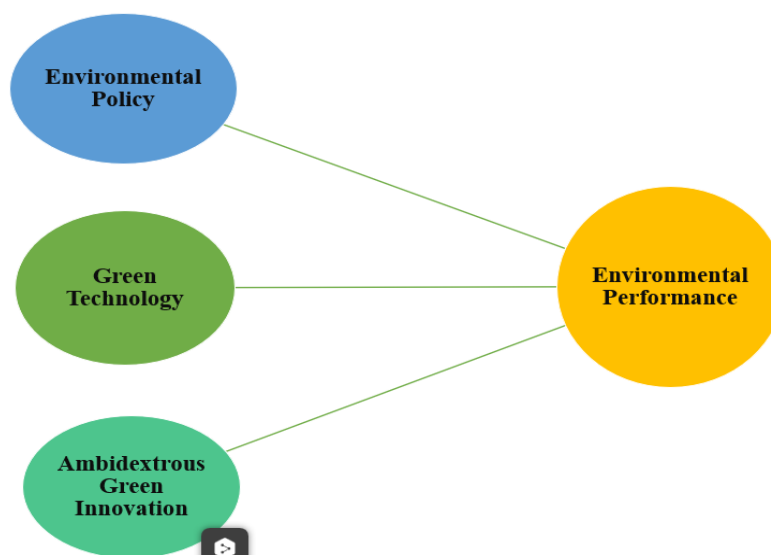 Environmental
Policy
Green
Technology
Environmental
Performance
Ambidextrous
Green
Innovation